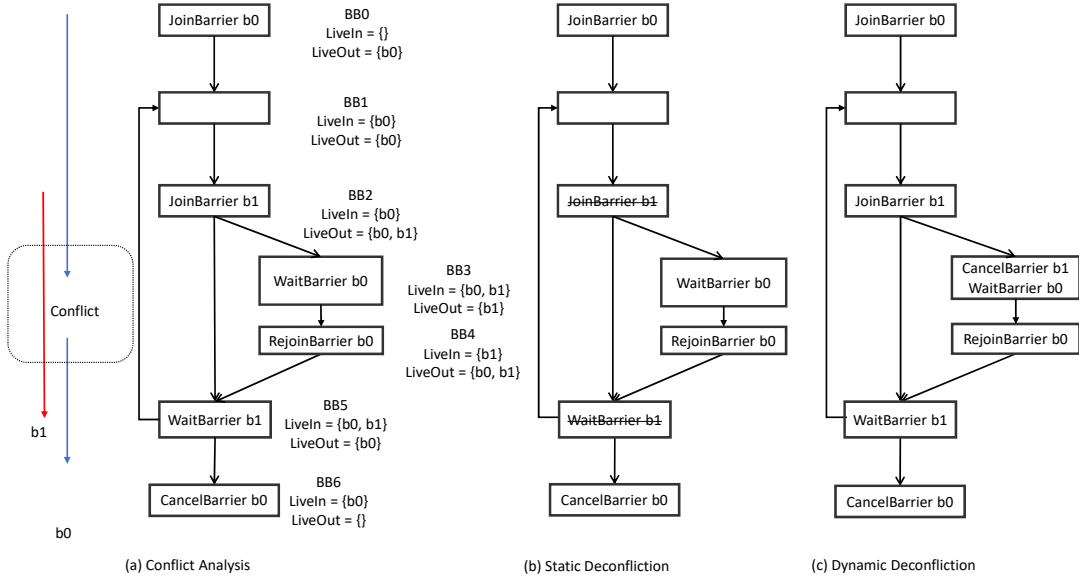 JoinBarrier b0
BB0
LiveIn = {}
LiveOut = {b0}
BB1
LiveIn = {b0}
LiveOut = {b0}
JoinBarrier b1
BB2
LiveIn = {b0}
LiveOut = {b0, b1}
Conflict
WaitBarrier b0
BB3
LiveIn = {b0, b1}
LiveOut = {b1}
RejoinBarrier b0
BB4
LiveIn = {b1}
LiveOut = {b0, b1}
b1
WaitBarrier b1
BB5
LiveIn = {b0, b1}
LiveOut = {b0}
CancelBarrier b0
BB6
LiveIn = {b0}
LiveOut = {}
b0
(a) Conflict Analysis
JoinBarrier b0
JoinBarrier b1
WaitBarrier b0
RejoinBarrier b0
WaitBarrier b1
CancelBarrier b0
(b) Static Deconfliction
JoinBarrier b0
JoinBarrier b1
CancelBarrier b1
WaitBarrier b0
RejoinBarrier b0
WaitBarrier b1
CancelBarrier b0
(c) Dynamic Deconfliction